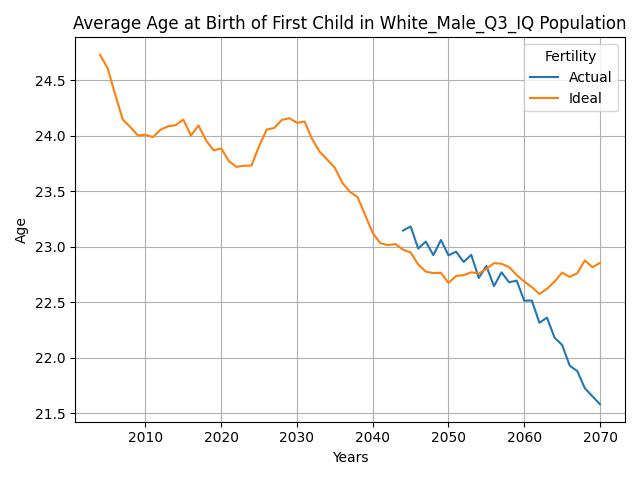 Average Age at Birth of First Child in White_Male_Q3_IQ Population
Fertility
Actual
Ideal
24.5
24.0
23.5
23.0
22.5
22.0
21.5
Age
2010
2020
2030
2040
2050
2060
2070
Years